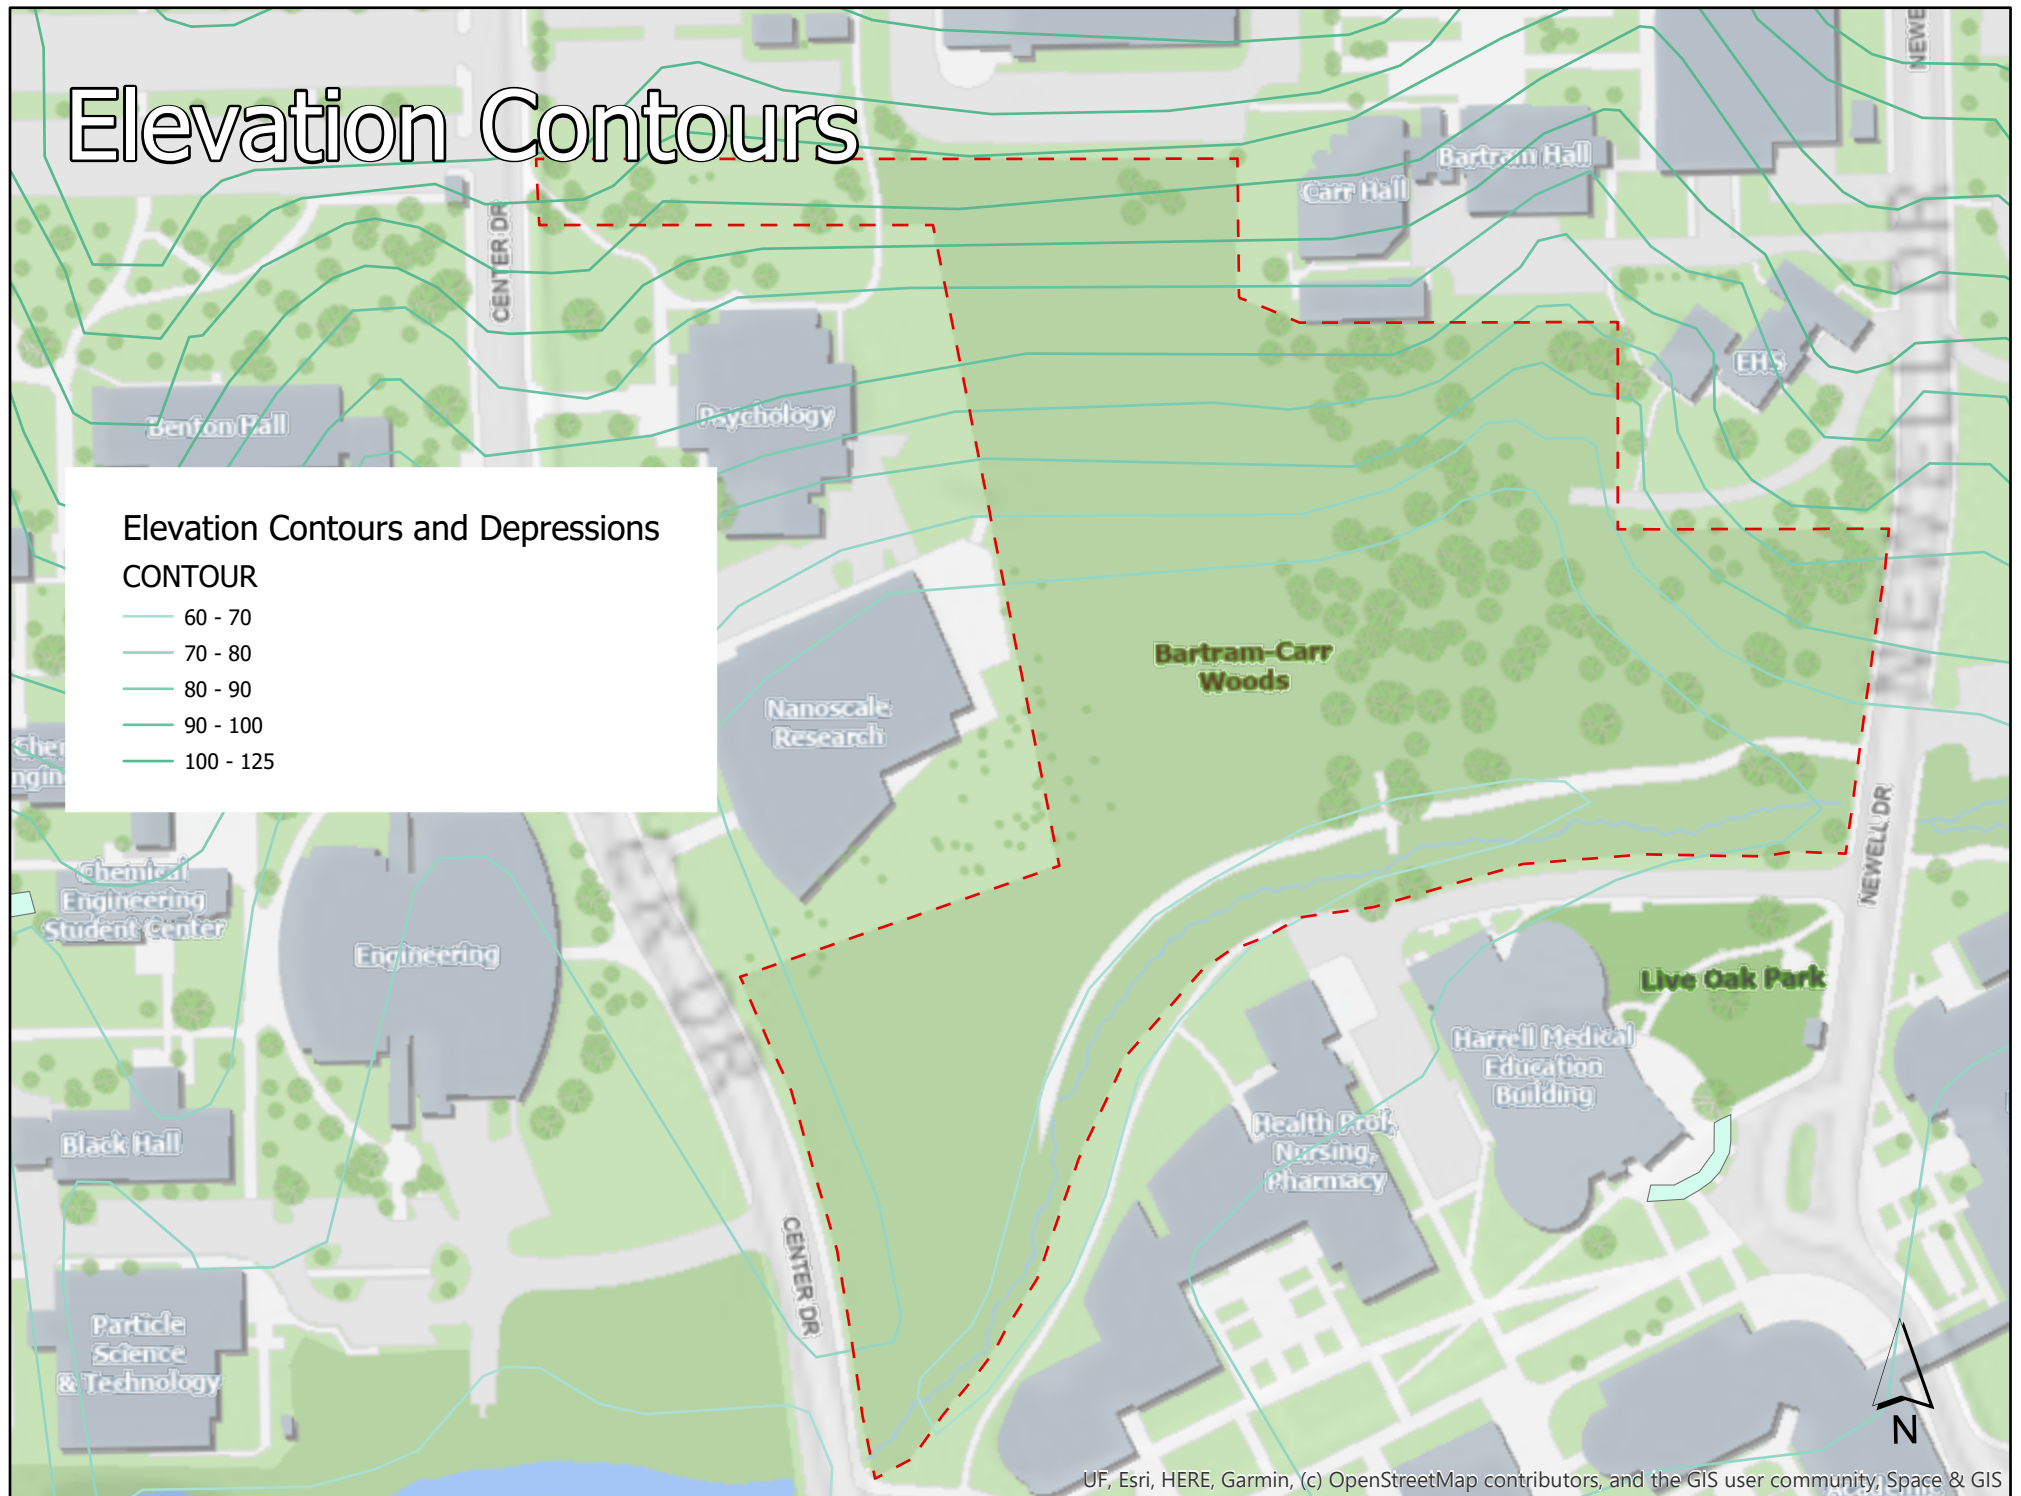 NEWE
Elevation Contours
Bartram Hall
Carr Hall
CENTER DR
EHS
Benton Hall
Psychology
Elevation Contours and Depressions
CONTOUR
60 - 70
70 - 80
80 - 90
90 - 100
100 - 125
Bartram-Carr
Woods
Nanoscale
Research
NEWELL DR
Chemical
Engineering
Student Center
Engineering
Live Oak Park
Harrell Medical
Education
Building
Health Prof,
Nursing,
Pharmacy
Black Hall
CENTER DR
Particle
Science
& Technology
N
UF, Esri, HERE, Garmin, (c) OpenStreetMap contributors, and the GIS user community, Space & GIS